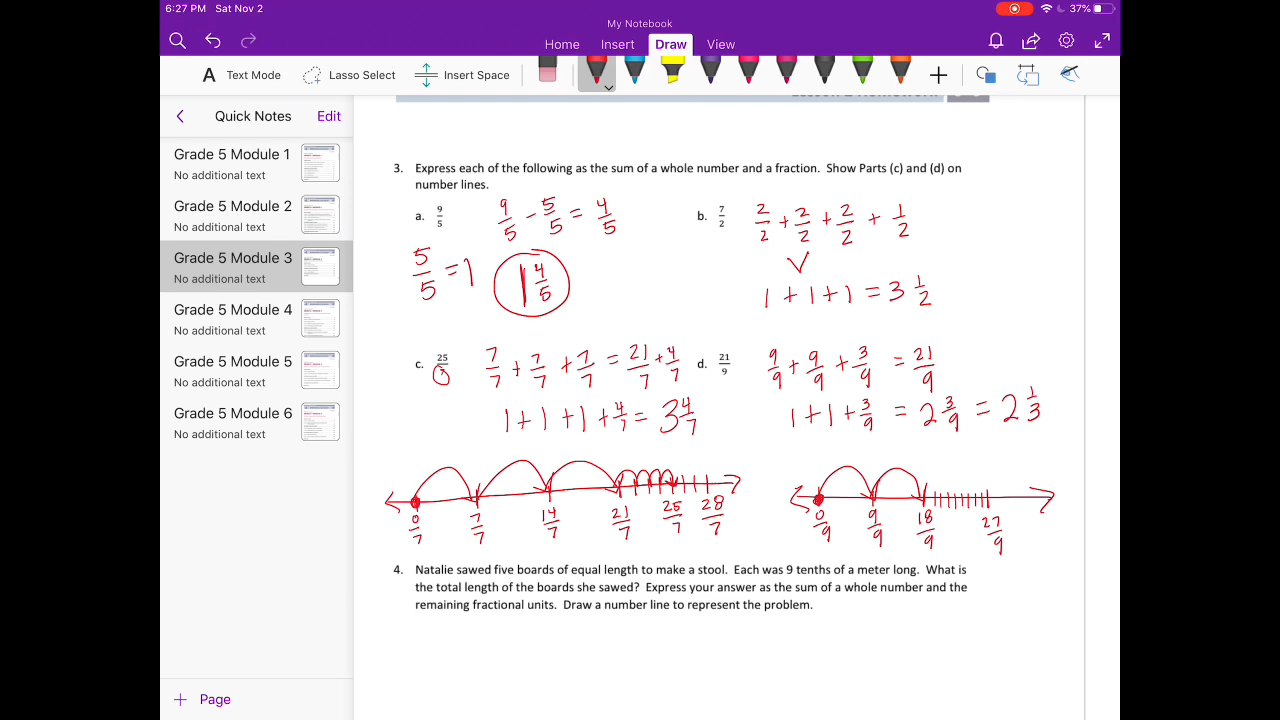 6:27 PM Sat Nov 2
37%
My Notebook
Home Insert Draw View
A Text Mode Lasso Select Insert Space
Quick Notes Edit
Grade 5 Module 1
No additional text
Grade 5 Module 2
No additional text
Grade 5 Module 3
No additional text
Grade 5 Module 4
No additional text
Grade 5 Module 5
No additional text
Grade 5 Module 6
No additional text
+ Page
3. Express each of the following as the sum of a whole number and a fraction. Show Parts (c) and (d) on
number lines.
a. 9/5 9/5 - 5/5 = 4/5
5/5 = 1 1 4/5
b. 7/2 2/2 + 2/2 + 2/2 + 1/2
1 + 1 + 1 = 3 1/2
c. 25/7 7/7 + 7/7 + 7/7 = 21/7 + 4/7
1 + 1 + 1 + 4/7 = 3 4/7
0/7 7/7 14/7 21/7 25/7 28/7
d. 21/9 9/9 + 9/9 + 3/9 = 21/9
1 + 1 + 3/9 = 2 3/9 = 2 1/3
0/9 9/9 18/9 27/9
4. Natalie sawed five boards of equal length to make a stool. Each was 9 tenths of a meter long. What is
the total length of the boards she sawed? Express your answer as the sum of a whole number and the
remaining fractional units. Draw a number line to represent the problem.